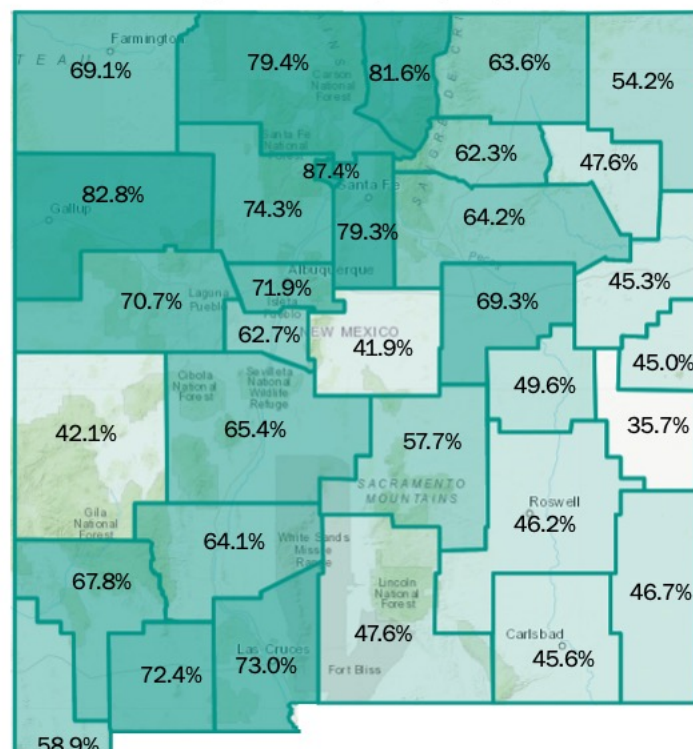 Farmington
T E A U
69.1%
79.4%
Carson
National
Forest
81.6%
63.6%
54.2%
SANGRE DE CRI
Santa Fe
National
Forest
62.3%
47.6%
87.4%
Santa Fe
82.8%
Gallup
74.3%
79.3%
64.2%
Pecos
45.3%
Albuquerque
71.9%
Laguna
Pueblo
Isleta
Pueblo
70.7%
69.3%
62.7%
NEW MEXICO
41.9%
45.0%
49.6%
35.7%
Cibola
National
Forest
Sevilleta
National
Wildlife
Refuge
42.1%
65.4%
57.7%
SACRAMENTO
MOUNTAINS
Roswell
46.2%
Gila
National
Forest
64.1%
White Sands
Missile
Range
67.8%
Lincoln
National
Forest
46.7%
47.6%
Las Cruces
73.0%
72.4%
Fort Bliss
Carlsbad
45.6%
58.9%